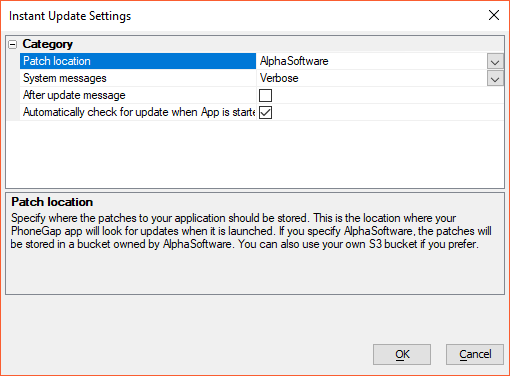 Instant Update Settings
Category
Patch location AlphaSoftware
System messages Verbose
After update message
Automatically check for update when App is starte
Patch location
Specify where the patches to your application should be stored. This is the location where your
PhoneGap app will look for updates when it is launched. If you specify AlphaSoftware, the patches will
be stored in a bucket owned by AlphaSoftware. You can also use your own S3 bucket if you prefer.
OK Cancel